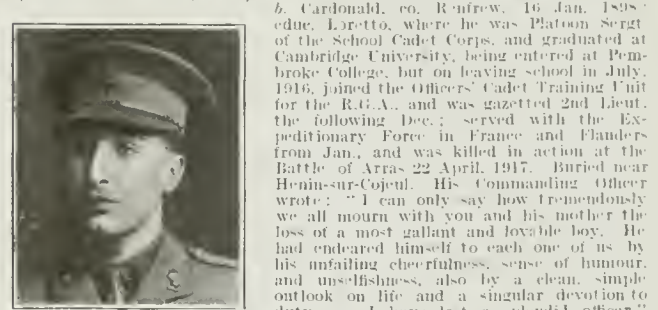 b. Cardonald, co. Renfrew, 16 Jan. 1898;
educ. Loretto, where he was Platoon Sergt
of the School Cadet Corps, and graduated at
Cambridge University, being entered at Pem-
broke College, but on leaving school in July,
1916, joined the Officers' Cadet Training Unit
for the R.G.A., and was gazetted 2nd Lieut.
the following Dec.; served with the Ex-
peditionary Force in France and Flanders
from Jan., and was killed in action at the
Battle of Arras 22 April, 1917. Buried near
Henin-sur-Cojeul. His Commanding Officer
wrote: "I can only say how tremendously
we all mourn with you and his mother the
loss of a most gallant and lovable boy. He
had endeared himself to each one of us by
his unfailing cheerfulness, sense of humour,
and unselfishness, also by a clean, simple
outlook on life and a singular devotion to